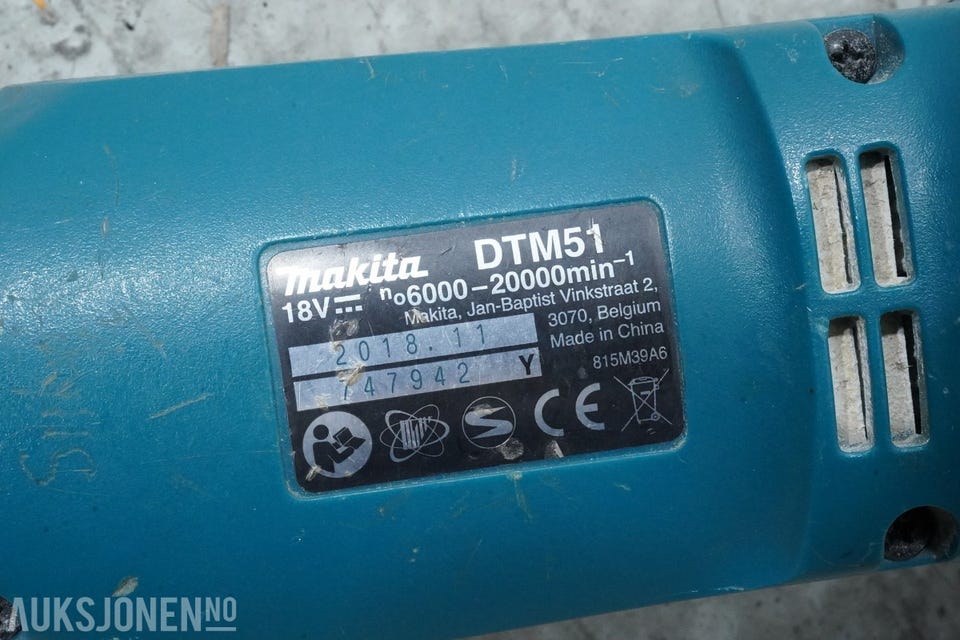 makita DTM51
18V n₀6000–20000min⁻¹
Makita, Jan-Baptist Vinkstraat 2,
3070, Belgium
2018.11
Made in China
747942 Y
815M39A6
CE
AUKSJONEN.NO